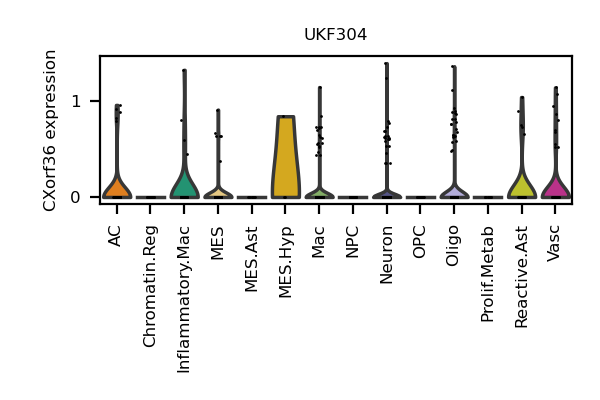 UKF304
CXorf36 expression
1
0
AC
Chromatin.Reg
Inflammatory.Mac
MES
MES.Ast
MES.Hyp
Mac
NPC
Neuron
OPC
Oligo
Prolif.Metab
Reactive.Ast
Vasc